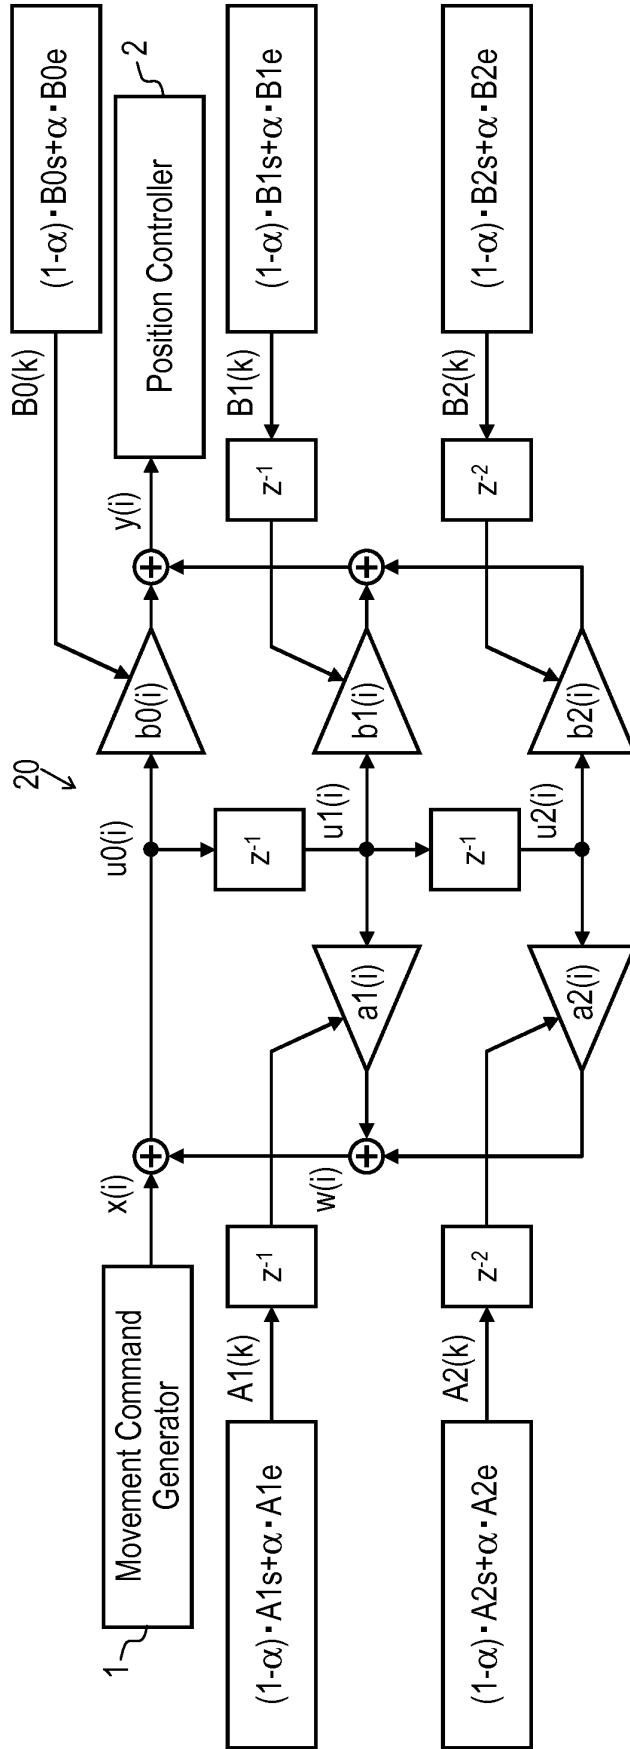 20
1
Movement Command
Generator
x(i)
u0(i)
b0(i)
y(i)
Position Controller
2
B0(k)
(1-α)·B0s+α·B0e
(1-α)·A1s+α·A1e
A1(k)
z-1
w(i)
a1(i)
z-1
u1(i)
b1(i)
z-1
B1(k)
(1-α)·B1s+α·B1e
(1-α)·A2s+α·A2e
A2(k)
z-2
a2(i)
z-1
u2(i)
b2(i)
z-2
B2(k)
(1-α)·B2s+α·B2e